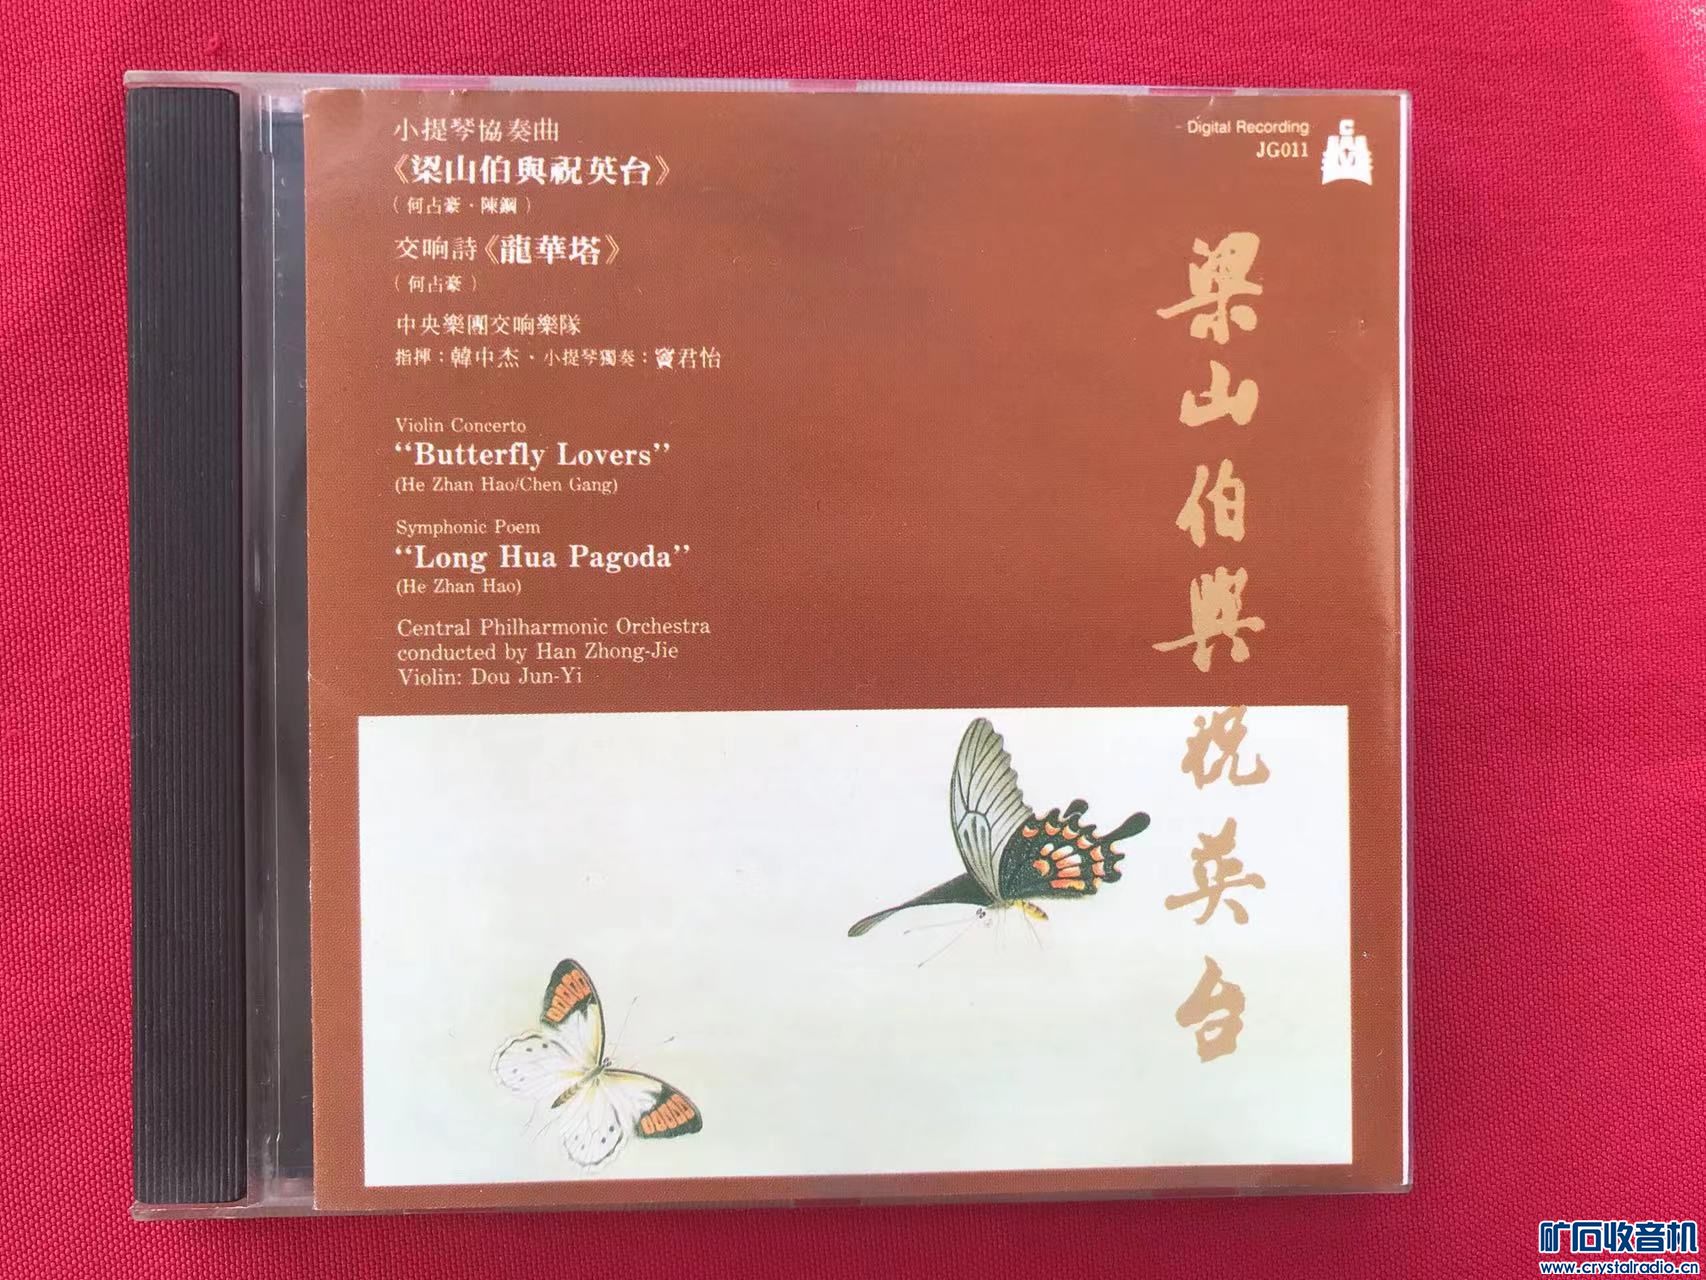 小提琴協奏曲
《梁山伯與祝英台》
（何占豪·陳鋼）
交响詩《龍華塔》
（何占豪）
中央樂團交响樂隊
指揮：韓中杰·小提琴獨奏：竇君怡
Violin Concerto
“Butterfly Lovers”
(He Zhan Hao/Chen Gang)
Symphonic Poem
“Long Hua Pagoda”
(He Zhan Hao)
Central Philharmonic Orchestra
conducted by Han Zhong-Jie
Violin: Dou Jun-Yi
Digital Recording
JG011
梁山伯與祝英台
矿石收音机
www.crystalradio.cn